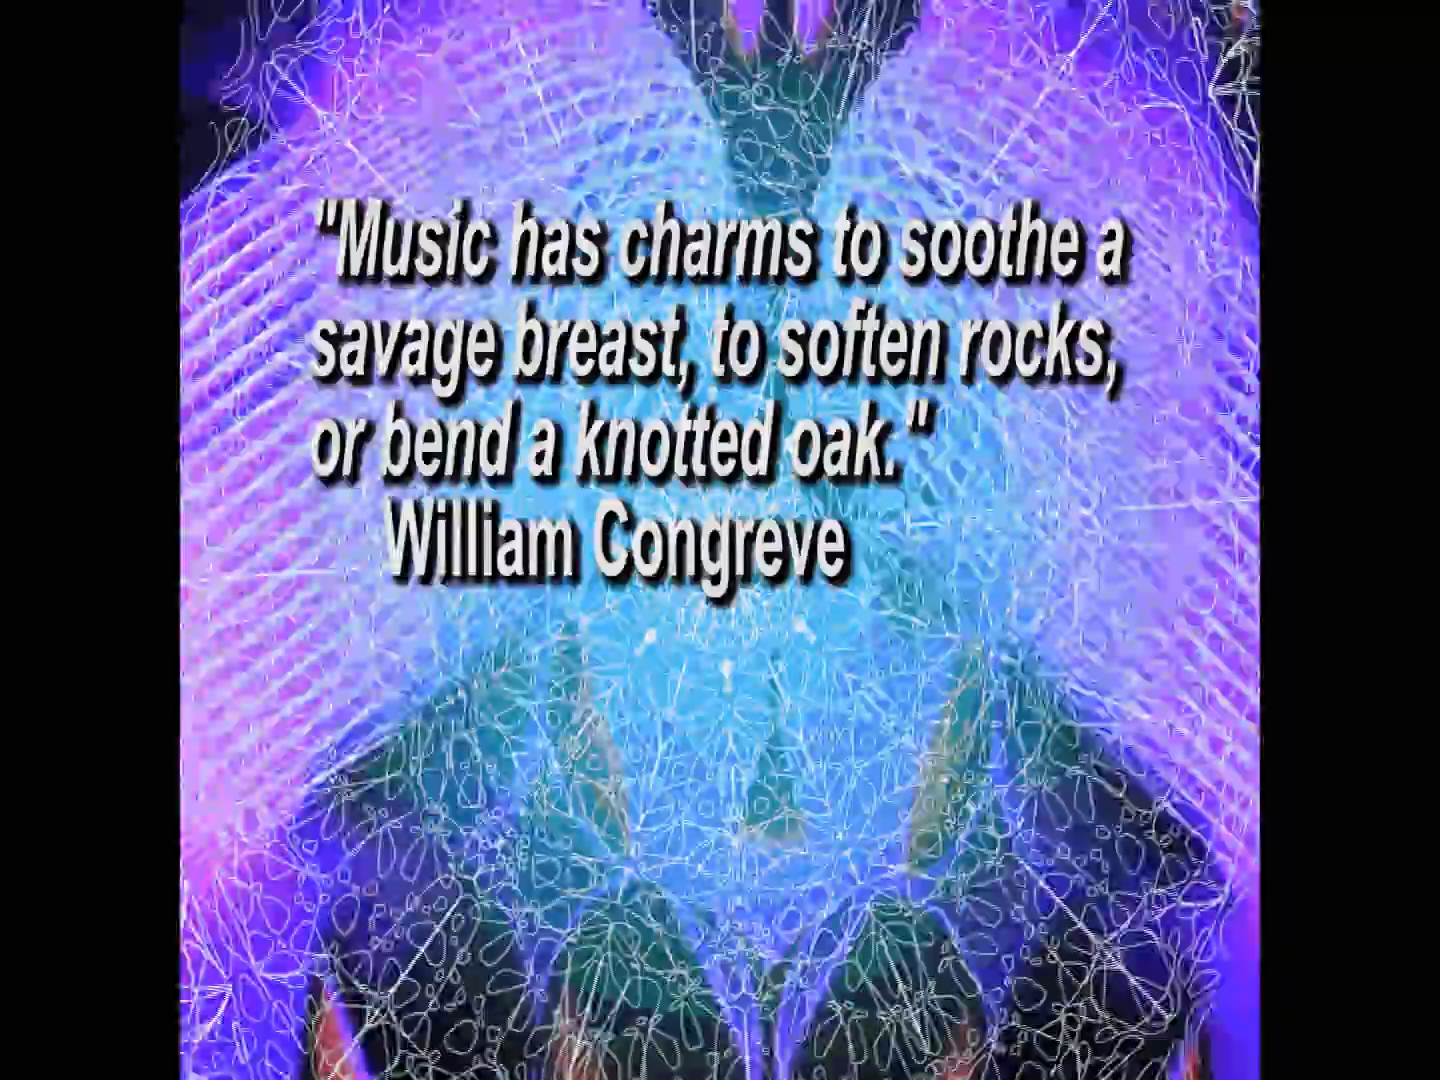 "Music has charms to soothe a
savage breast, to soften rocks,
or bend a knotted oak."
William Congreve